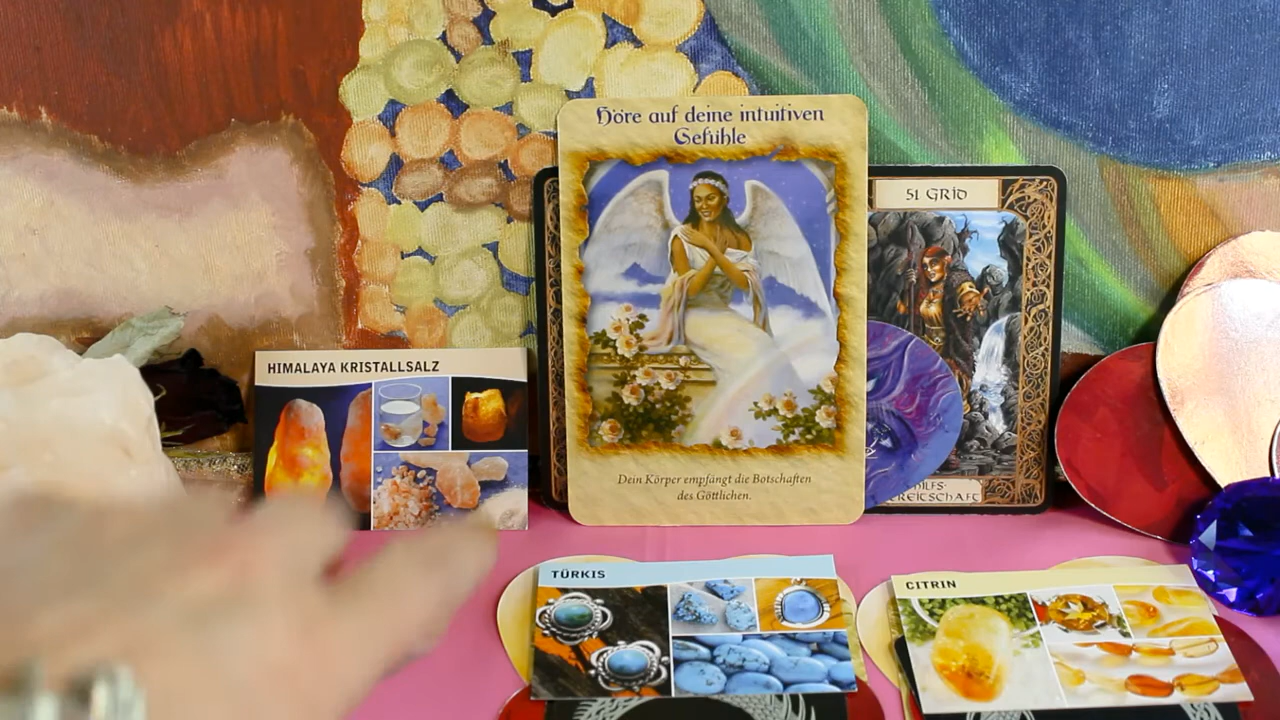 Höre auf deine intuitiven
Gefühle
51 GRID
HIMALAYA KRISTALLSALZ
Dein Körper empfängt die Botschaften
des Göttlichen.
TÜRKIS
CITRIN